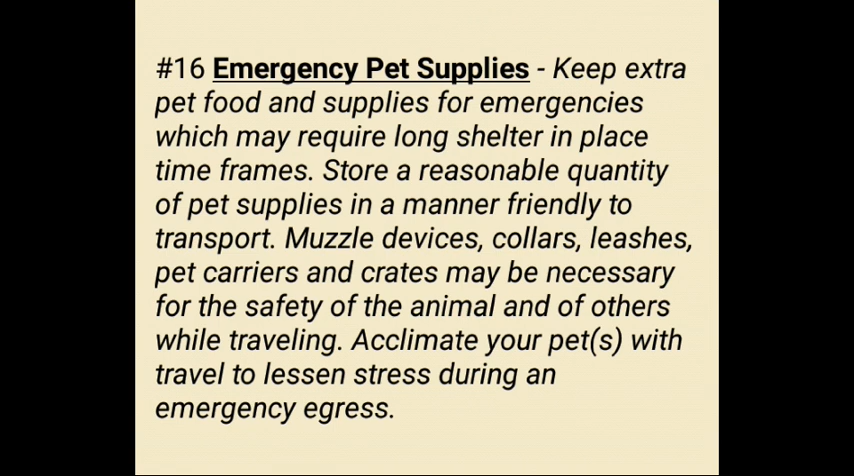 #16 Emergency Pet Supplies - Keep extra
pet food and supplies for emergencies
which may require long shelter in place
time frames. Store a reasonable quantity
of pet supplies in a manner friendly to
transport. Muzzle devices, collars, leashes,
pet carriers and crates may be necessary
for the safety of the animal and of others
while traveling. Acclimate your pet(s) with
travel to lessen stress during an
emergency egress.